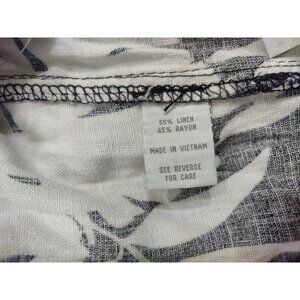 55% LINEN
45% RAYON
MADE IN VIETNAM
SEE REVERSE
FOR CARE